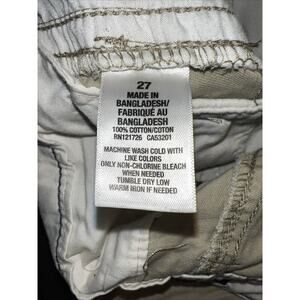 27
MADE IN
BANGLADESH/
FABRIQUÉ AU
BANGLADESH
100% COTTON/COTON
RN121726 CA53201
MACHINE WASH COLD WITH
LIKE COLORS
ONLY NON-CHLORINE BLEACH
WHEN NEEDED
TUMBLE DRY LOW
WARM IRON IF NEEDED